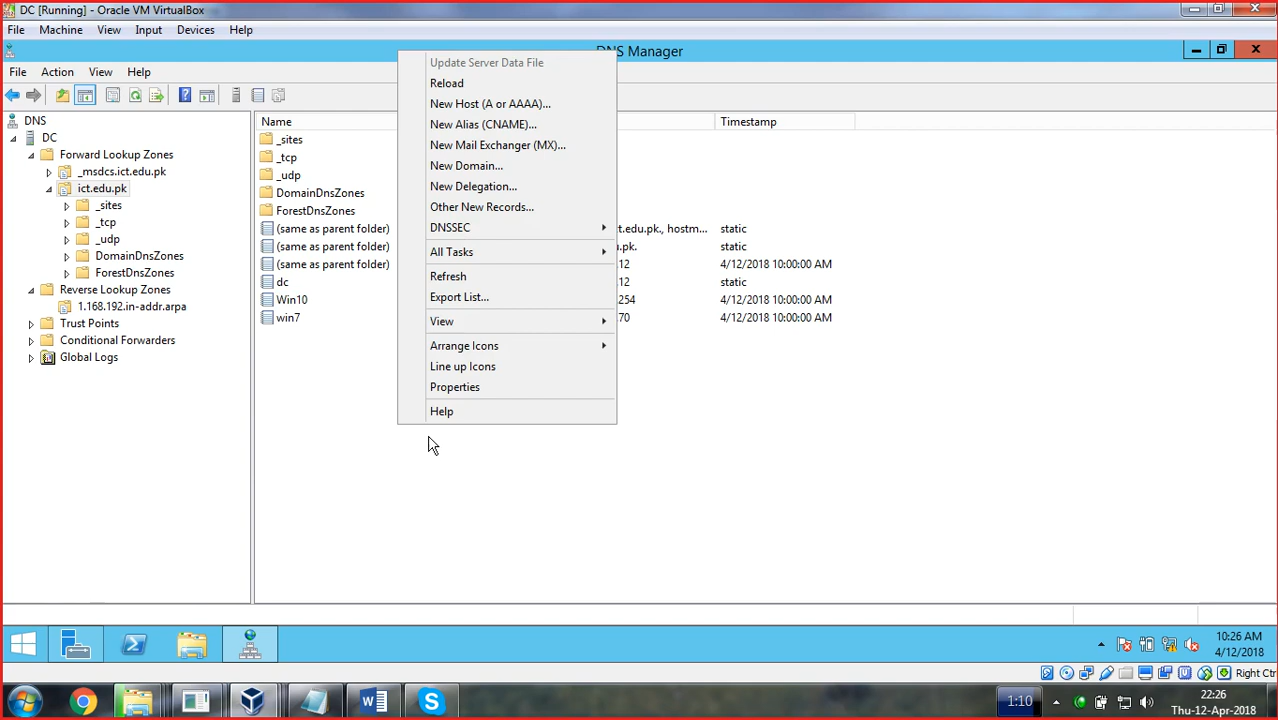 DC [Running] - Oracle VM VirtualBox
File Machine View Input Devices Help
DNS Manager
File Action View Help
DNS
DC
Forward Lookup Zones
_msdcs.ict.edu.pk
ict.edu.pk
_sites
_tcp
_udp
DomainDnsZones
ForestDnsZones
Reverse Lookup Zones
1.168.192.in-addr.arpa
Trust Points
Conditional Forwarders
Global Logs
Name Timestamp
_sites
_tcp
_udp
DomainDnsZones
ForestDnsZones
(same as parent folder) t.edu.pk., hostm... static
(same as parent folder) u.pk. static
(same as parent folder) 12 4/12/2018 10:00:00 AM
dc 12 static
Win10 254 4/12/2018 10:00:00 AM
win7 70 4/12/2018 10:00:00 AM
Update Server Data File
Reload
New Host (A or AAAA)...
New Alias (CNAME)...
New Mail Exchanger (MX)...
New Domain...
New Delegation...
Other New Records...
DNSSEC
All Tasks
Refresh
Export List...
View
Arrange Icons
Line up Icons
Properties
Help
10:26 AM
4/12/2018
Right Ctr
1:10
22:26
Thu-12-Apr-2018